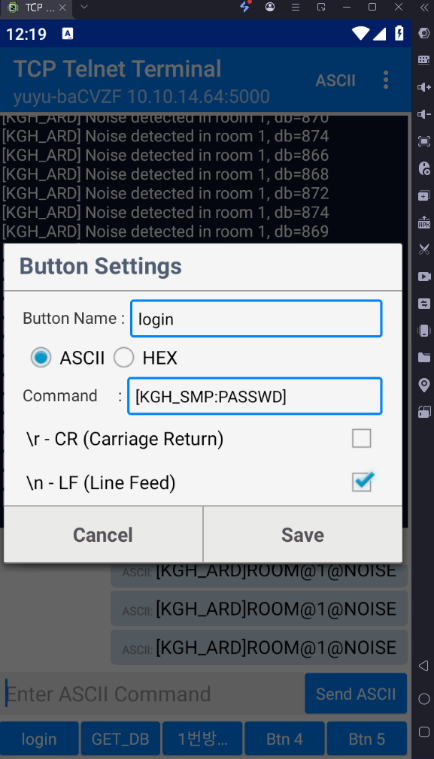 TCP ...
12:19
A
TCP Telnet Terminal
ASCII
yuyu-baCVZF 10.10.14.64:5000
[KGH_ARD] Noise detected in room 1, db=870
[KGH_ARD] Noise detected in room 1, db=874
[KGH_ARD] Noise detected in room 1, db=866
[KGH_ARD] Noise detected in room 1, db=868
[KGH_ARD] Noise detected in room 1, db=872
[KGH_ARD] Noise detected in room 1, db=874
[KGH_ARD] Noise detected in room 1, db=869
Button Settings
Button Name : login
ASCII HEX
Command : [KGH_SMP:PASSWD]
\r - CR (Carriage Return)
\n - LF (Line Feed)
Cancel Save
ASCII: [KGH_ARD]ROOM@1@NOISE
ASCII: [KGH_ARD]ROOM@1@NOISE
ASCII: [KGH_ARD]ROOM@1@NOISE
Enter ASCII Command Send ASCII
login GET_DB 1번방... Btn 4 Btn 5